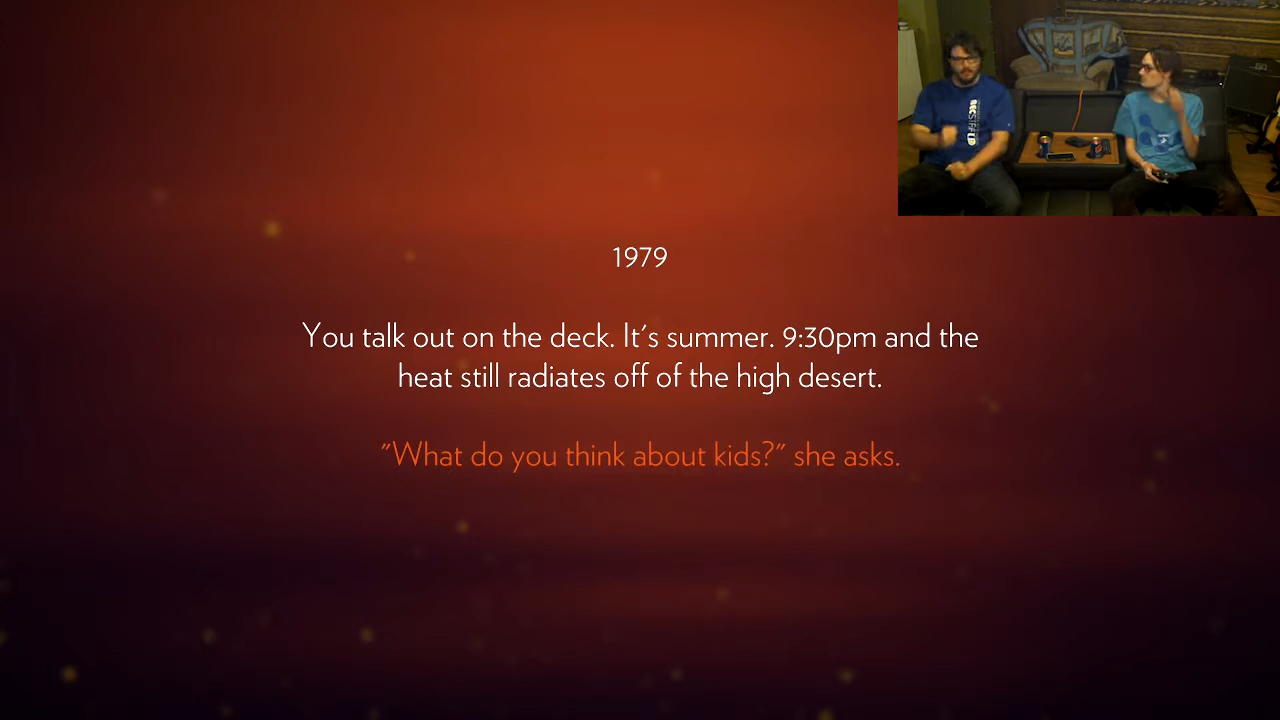 1979
You talk out on the deck. It's summer. 9:30pm and the
heat still radiates off of the high desert.
"What do you think about kids?" she asks.